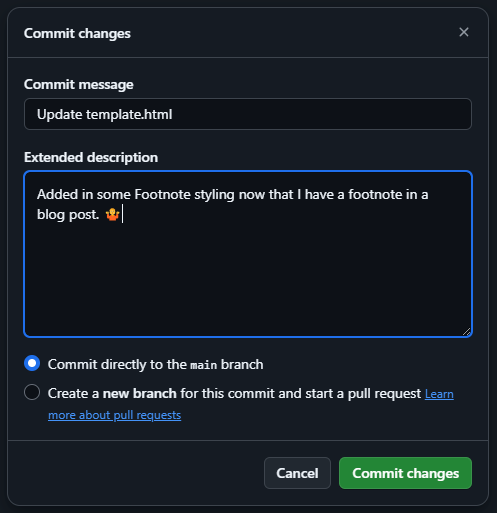 Commit changes
Commit message
Update template.html
Extended description
Added in some Footnote styling now that I have a footnote in a
blog post. 🤷
Commit directly to the main branch
Create a new branch for this commit and start a pull request Learn
more about pull requests
Cancel
Commit changes